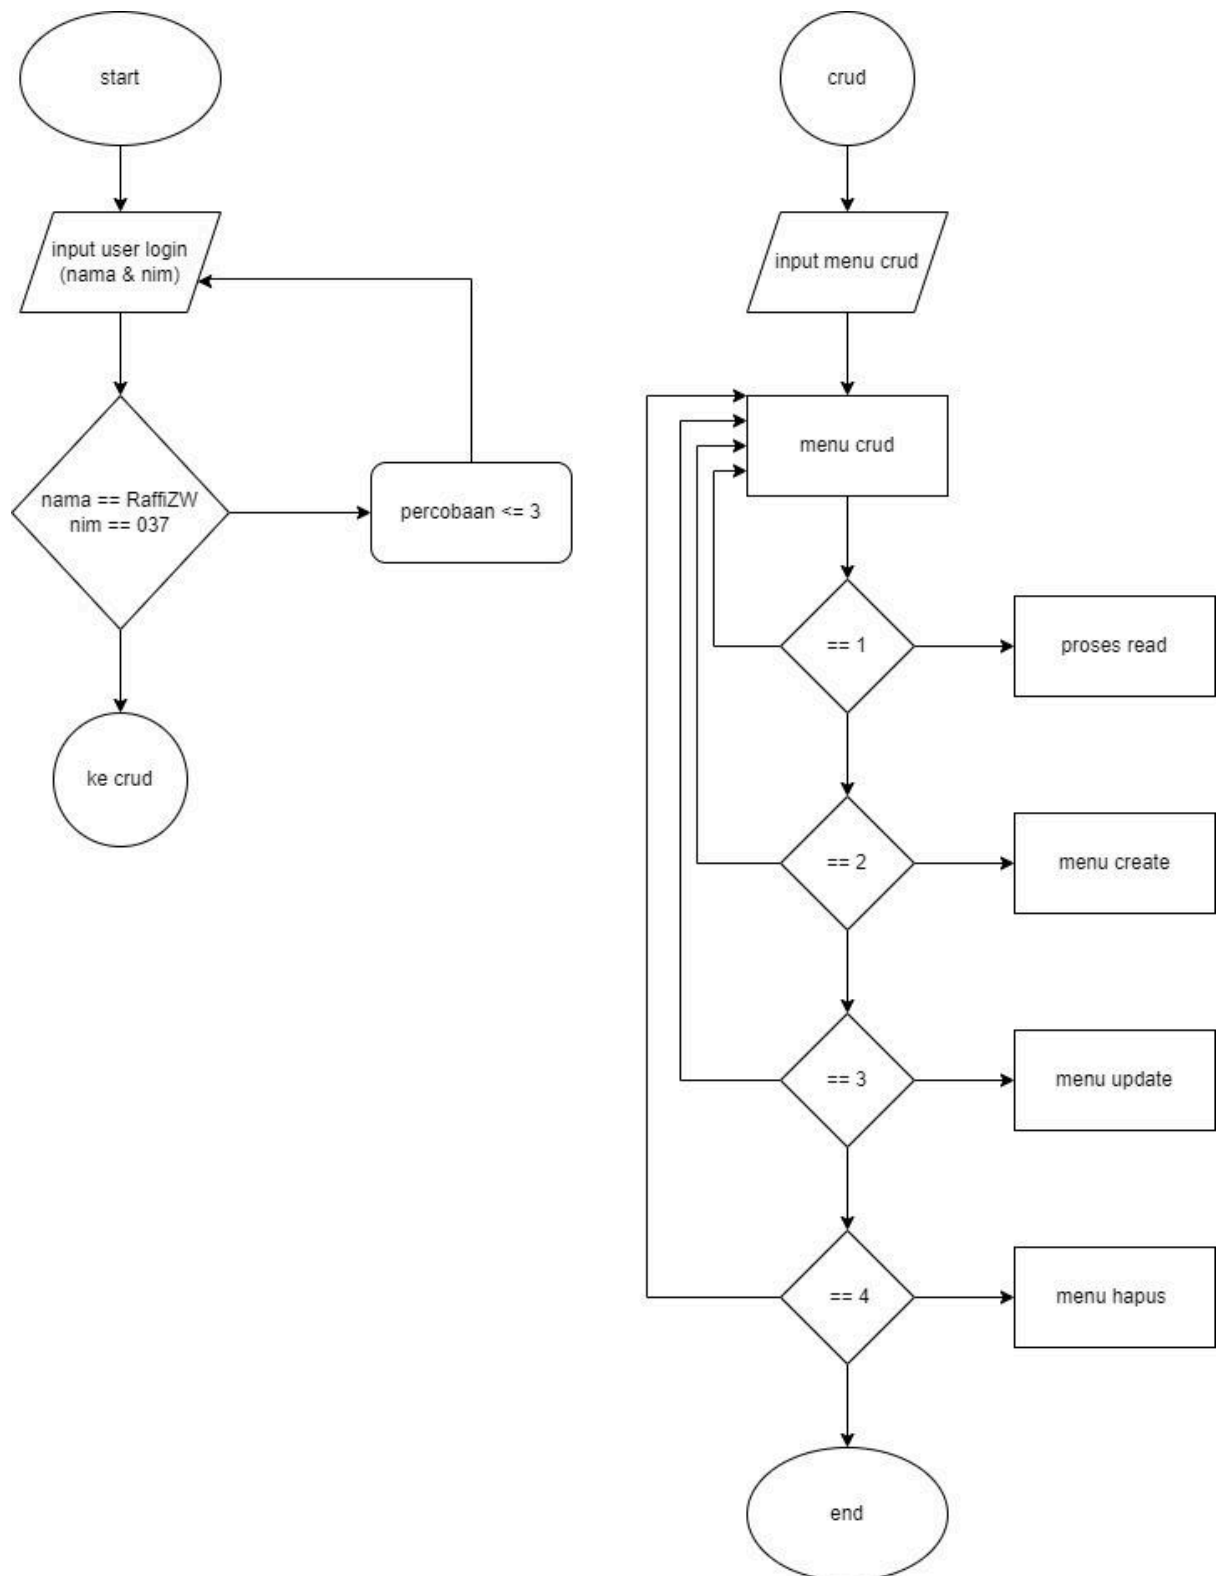 start
input user login
(nama & nim)
nama == RaffiZW
nim == 037
percobaan <= 3
ke crud
crud
input menu crud
menu crud
== 1
proses read
== 2
menu create
== 3
menu update
== 4
menu hapus
end